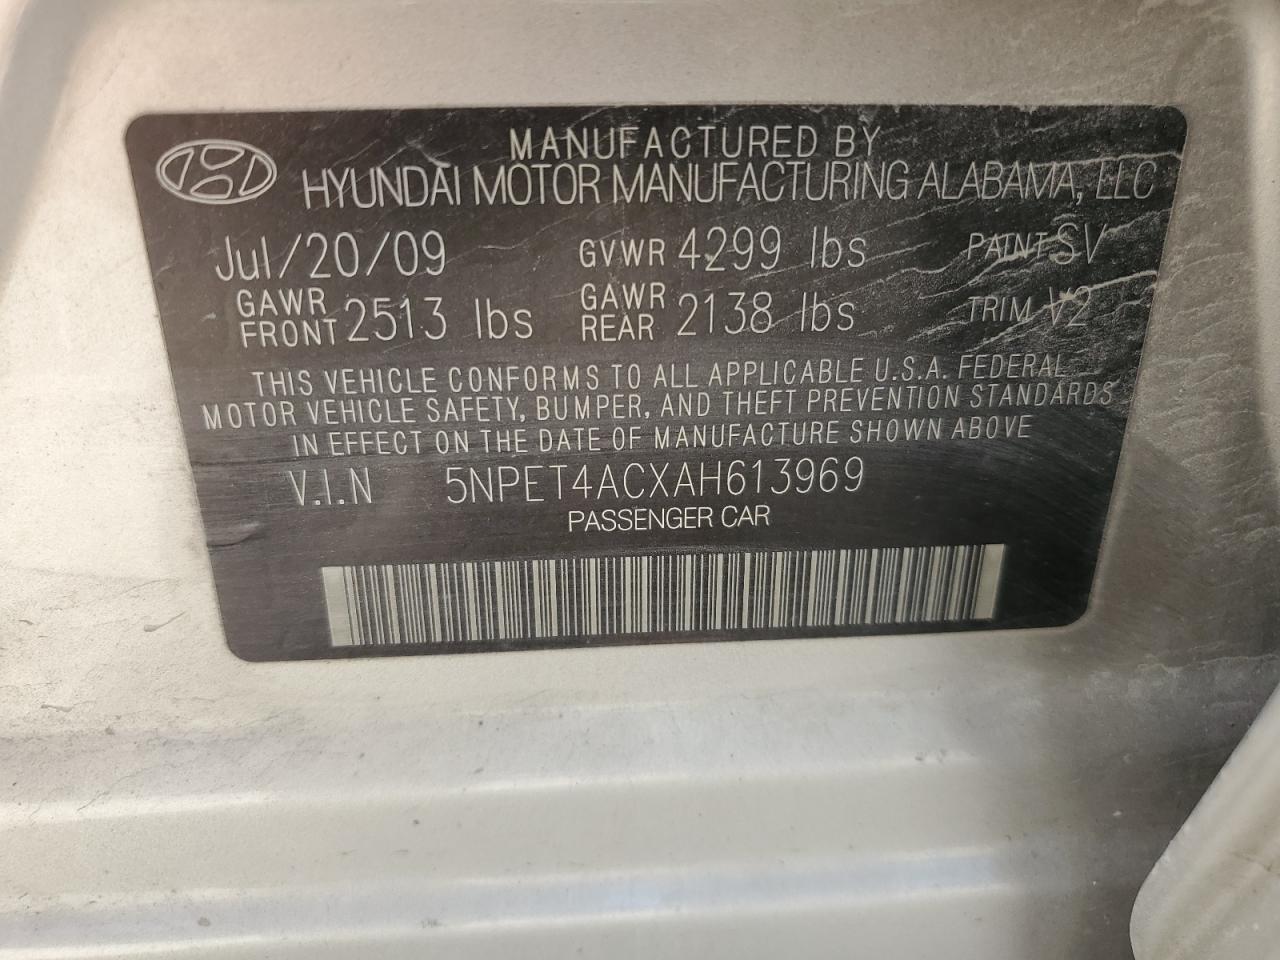 MANUFACTURED BY
HYUNDAI MOTOR MANUFACTURING ALABAMA, LLC
Jul/20/09 GVWR 4299 lbs PAINT SV
GAWR FRONT 2513 lbs GAWR REAR 2138 lbs TRIM V2
THIS VEHICLE CONFORMS TO ALL APPLICABLE U.S.A. FEDERAL
MOTOR VEHICLE SAFETY, BUMPER, AND THEFT PREVENTION STANDARDS
IN EFFECT ON THE DATE OF MANUFACTURE SHOWN ABOVE
V.I.N 5NPET4ACXAH613969
PASSENGER CAR